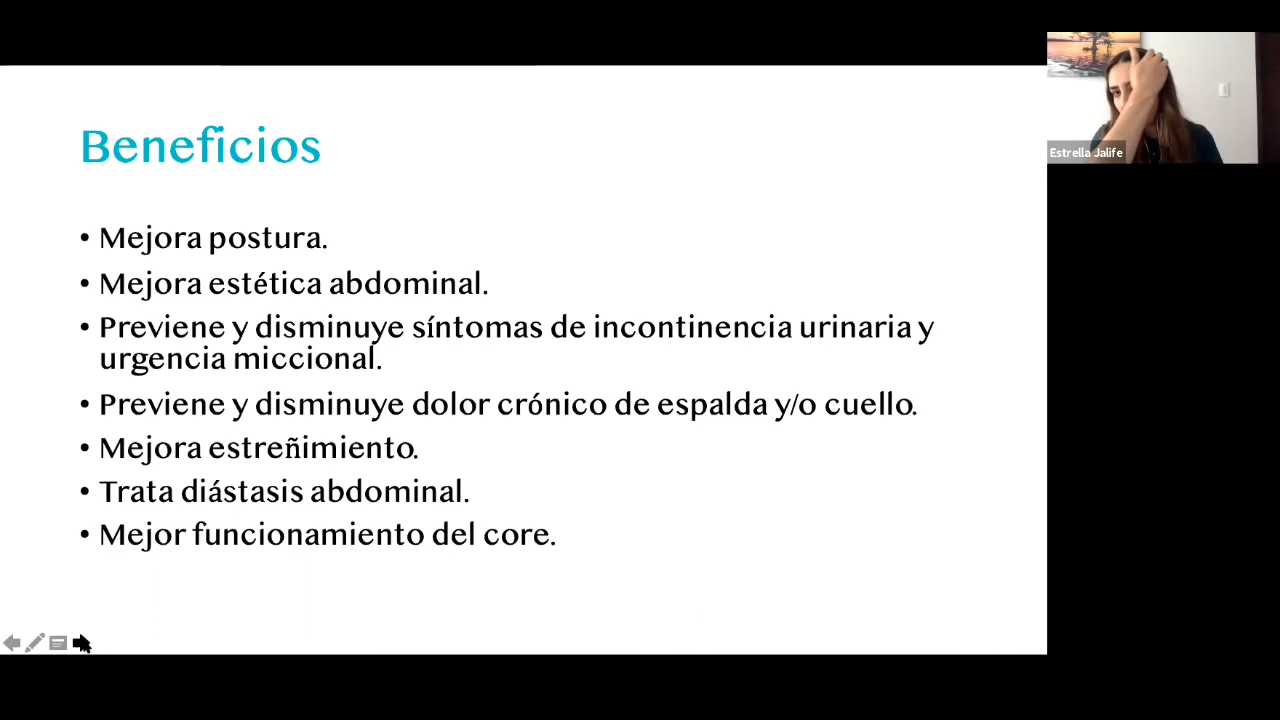 Beneficios
• Mejora postura.
• Mejora estética abdominal.
• Previene y disminuye síntomas de incontinencia urinaria y
urgencia miccional.
• Previene y disminuye dolor crónico de espalda y/o cuello.
• Mejora estreñimiento.
• Trata diástasis abdominal.
• Mejor funcionamiento del core.
Estrella Jalife